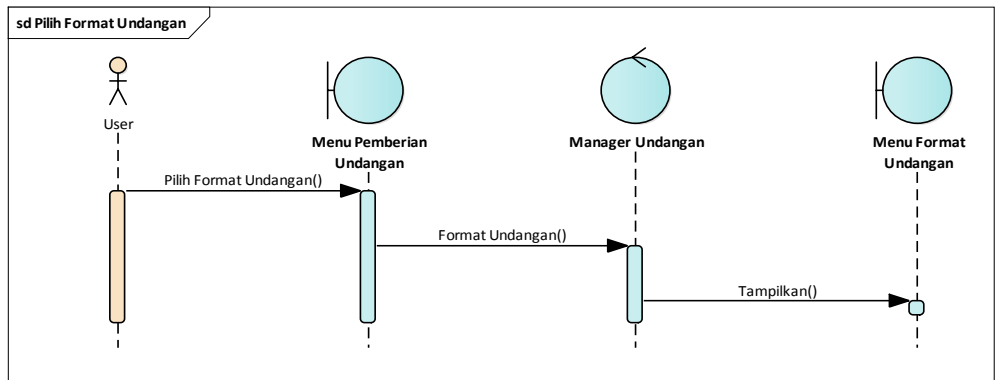 sd Pilih Format Undangan
User
Menu Pemberian
Undangan
Manager Undangan
Menu Format
Undangan
Pilih Format Undangan()
Format Undangan()
Tampilkan()